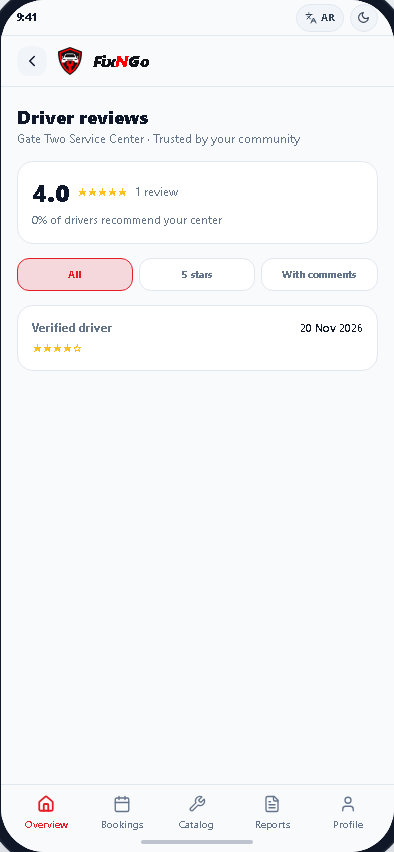 9:41
AR
FixNGo
Driver reviews
Gate Two Service Center · Trusted by your community
4.0 ★★★★★ 1 review
0% of drivers recommend your center
All
5 stars
With comments
Verified driver
20 Nov 2026
★★★★☆
Overview
Bookings
Catalog
Reports
Profile